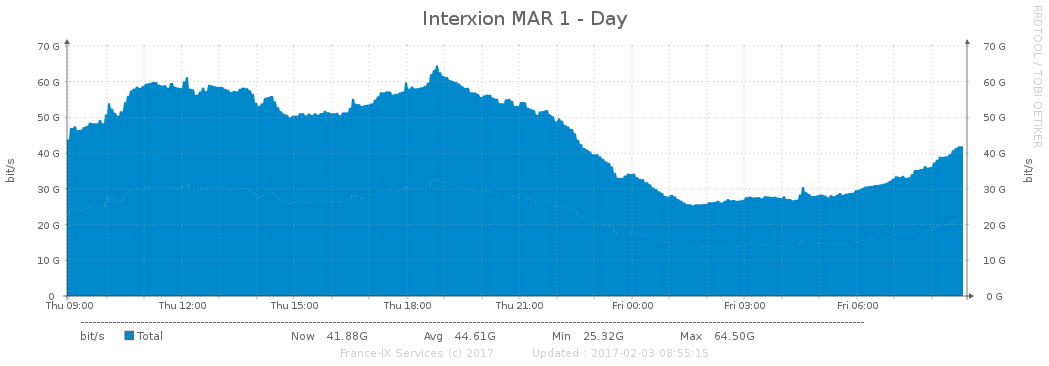 Interxion MAR 1 - Day
RRDTOOL / TOBI OETIKER
70 G 70 G
60 G 60 G
50 G 50 G
40 G 40 G
30 G 30 G
20 G 20 G
10 G 10 G
0 0 G
bit/s bit/s
Thu 09:00 Thu 12:00 Thu 15:00 Thu 18:00 Thu 21:00 Fri 00:00 Fri 03:00 Fri 06:00
bit/s Total Now 41.88G Avg 44.61G Min 25.32G Max 64.50G
France-IX Services (c) 2017 Updated : 2017-02-03 08:55:15